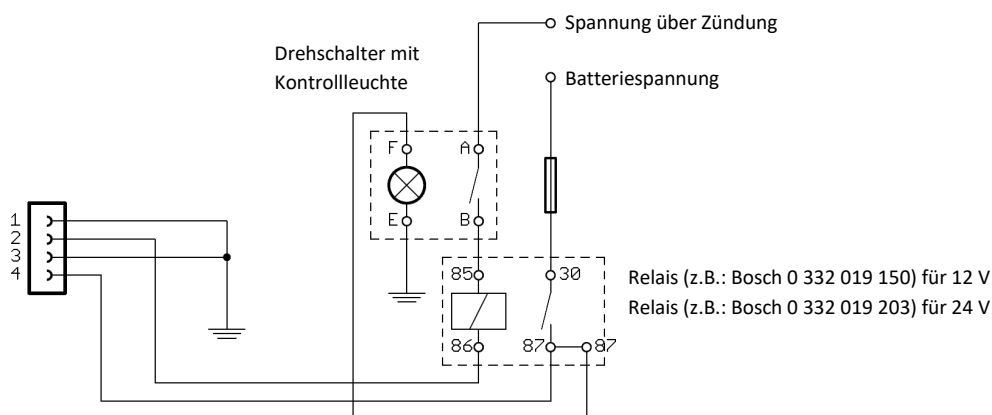 Spannung über Zündung
Drehschalter mit
Kontrollleuchte
Batteriespannung
F
A
E
B
1
2
3
4
85
30
Relais (z.B.: Bosch 0 332 019 150) für 12 V
Relais (z.B.: Bosch 0 332 019 203) für 24 V
86
87
87